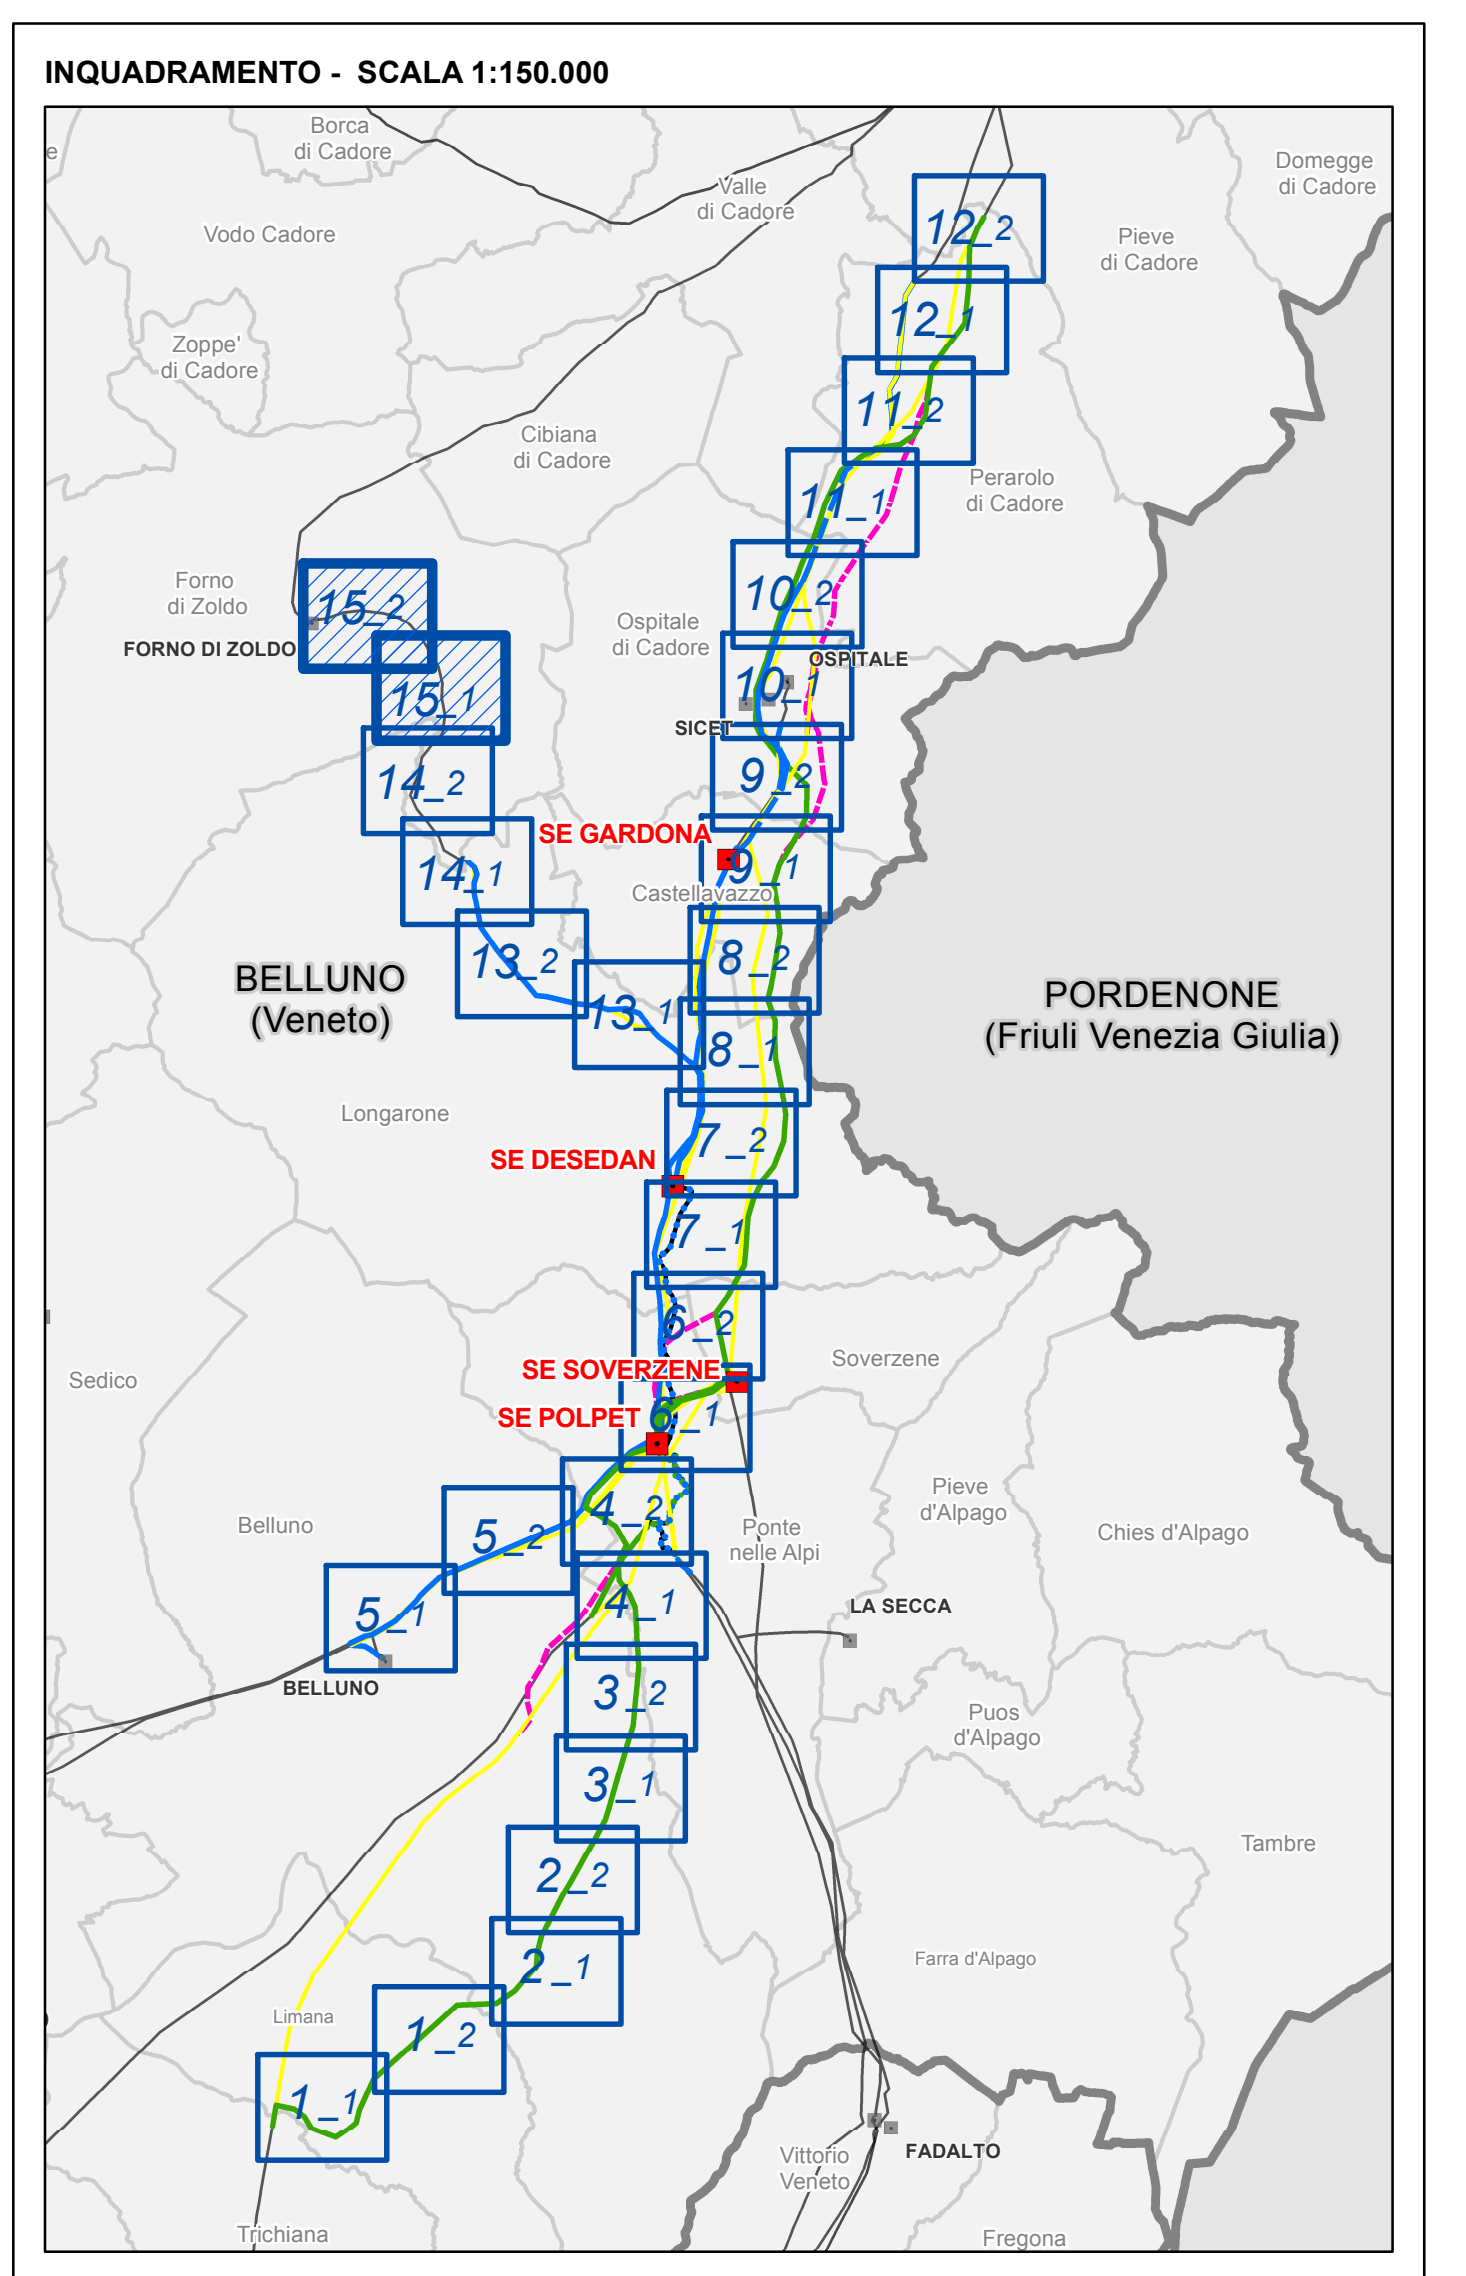 INQUADRAMENTO - SCALA 1:150.000
Borca
di Cadore
e
Valle
di Cadore
Domegge
di Cadore
Vodo Cadore
12_2
Pieve
di Cadore
12_1
Zoppe'
di Cadore
11_2
Cibiana
di Cadore
Perarolo
di Cadore
11_1
Forno
di Zoldo
15_2
10_2
Ospitale
di Cadore
FORNO DI ZOLDO
OSPITALE
15_1
10_1
SICET
14_2
9_2
SE GARDONA
14_1
9_1
Castellavazzo
13_2
8_2
BELLUNO
(Veneto)
PORDENONE
(Friuli Venezia Giulia)
13_1
8_1
Longarone
7_2
SE DESEDAN
7_1
6_2
Soverzene
SE SOVERZENE
Sedico
SE POLPET
6_1
Pieve
d'Alpago
4_2
Belluno
5_2
Ponte
nelle Alpi
Chies d'Alpago
4_1
LA SECCA
5_1
BELLUNO
3_2
Puos
d'Alpago
3_1
Tambre
2_2
Farra d'Alpago
2_1
Limana
1_2
1_1
Vittorio
Veneto
FADALTO
Trichiana
Fregona